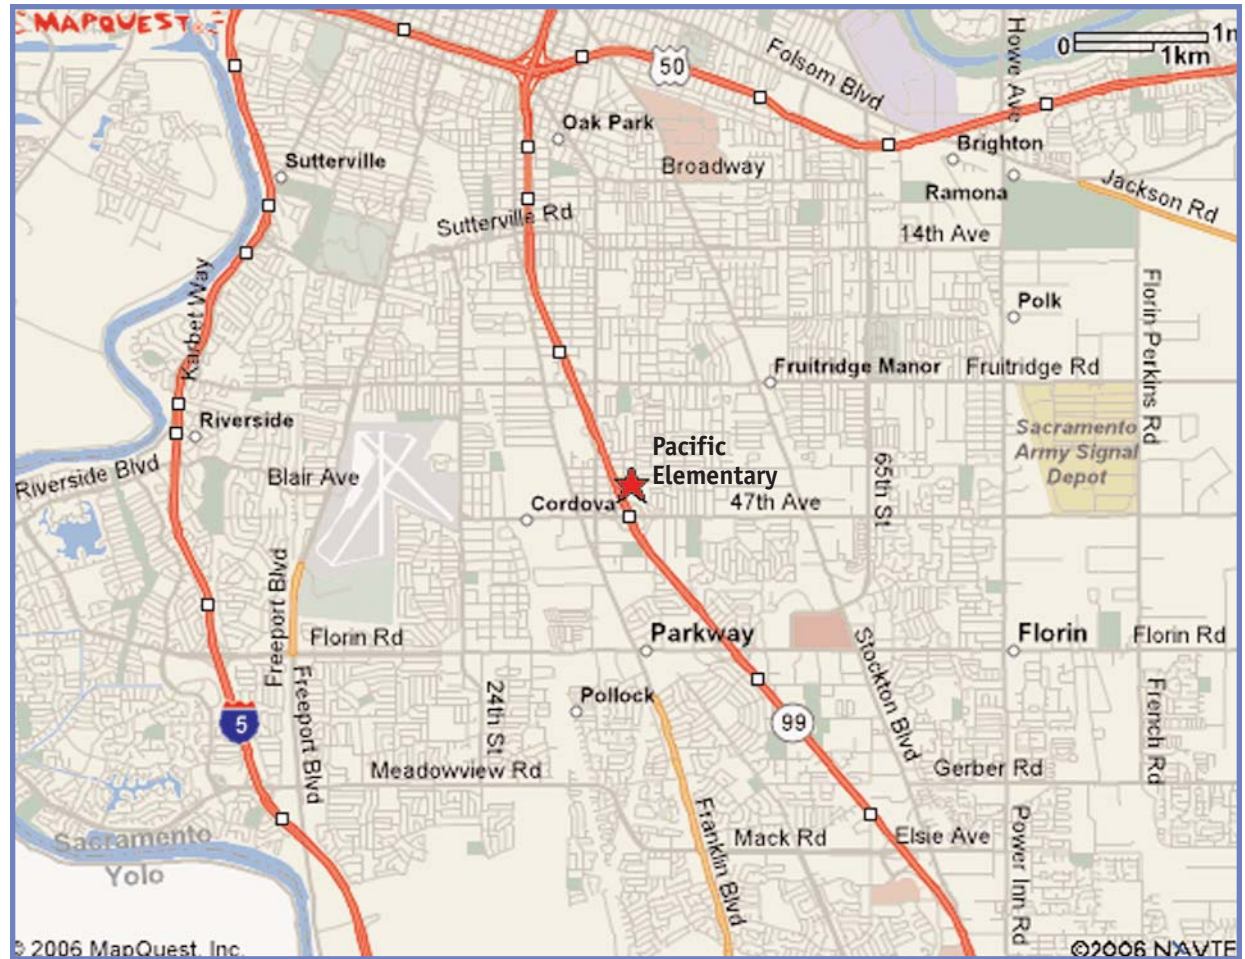 MAPQUEST
0
1m
1km
Howe Ave
50
Folsom Blvd
Oak Park
Brighton
Sutterville
Broadway
Ramona
Jackson Rd
Sutterville Rd
14th Ave
Karbet Way
Polk
Florin Perkins Rd
Fruitridge Manor
Fruitridge Rd
Riverside
Sacramento
Army Signal
Depot
Pacific
Elementary
Riverside Blvd
Blair Ave
65th St
Cordova
47th Ave
Freeport Blvd
Florin Rd
Parkway
Florin
Florin Rd
Stockton Blvd
Freeport Blvd
24th St
Pollock
French Rd
5
99
Meadowview Rd
Gerber Rd
Franklin Blvd
Power Inn Rd
Mack Rd
Elsie Ave
Sacramento
Yolo
© 2006 MapQuest, Inc.
©2006 NAVTE